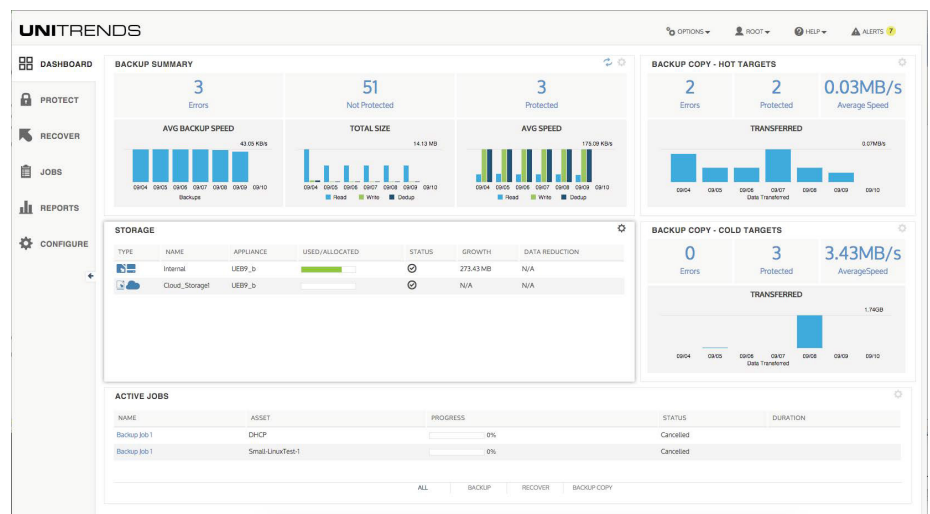 UNITRENDS
OPTIONS ROOT HELP ALERTS 7
DASHBOARD
PROTECT
RECOVER
JOBS
REPORTS
CONFIGURE
BACKUP SUMMARY
3 51 3
Errors Not Protected Protected
AVG BACKUP SPEED
43.05 KB/s
09/04 09/05 09/06 09/07 09/08 09/09 09/10
Backups
TOTAL SIZE
14.13 MB
09/04 09/05 09/06 09/07 09/08 09/09 09/10
Read Write Dedup
AVG SPEED
175.09 KB/s
09/04 09/05 09/06 09/07 09/08 09/09 09/10
Read Write Dedup
BACKUP COPY - HOT TARGETS
2 2 0.03MB/s
Errors Protected Average Speed
TRANSFERRED
0.07MB/s
09/04 09/05 09/06 09/07 09/08 09/09 09/10
Data Transferred
STORAGE
TYPE NAME APPLIANCE USED/ALLOCATED STATUS GROWTH DATA REDUCTION
Internal UEB9_b 273.43 MB N/A
Cloud_Storage1 UEB9_b N/A N/A
BACKUP COPY - COLD TARGETS
0 3 3.43MB/s
Errors Protected AverageSpeed
TRANSFERRED
1.74GB
09/04 09/05 09/06 09/07 09/08 09/09 09/10
Data Transferred
ACTIVE JOBS
NAME ASSET PROGRESS STATUS DURATION
Backup Job 1 DHCP 0% Cancelled
Backup Job 1 Small-LinuxTest-1 0% Cancelled
ALL BACKUP RECOVER BACKUP COPY